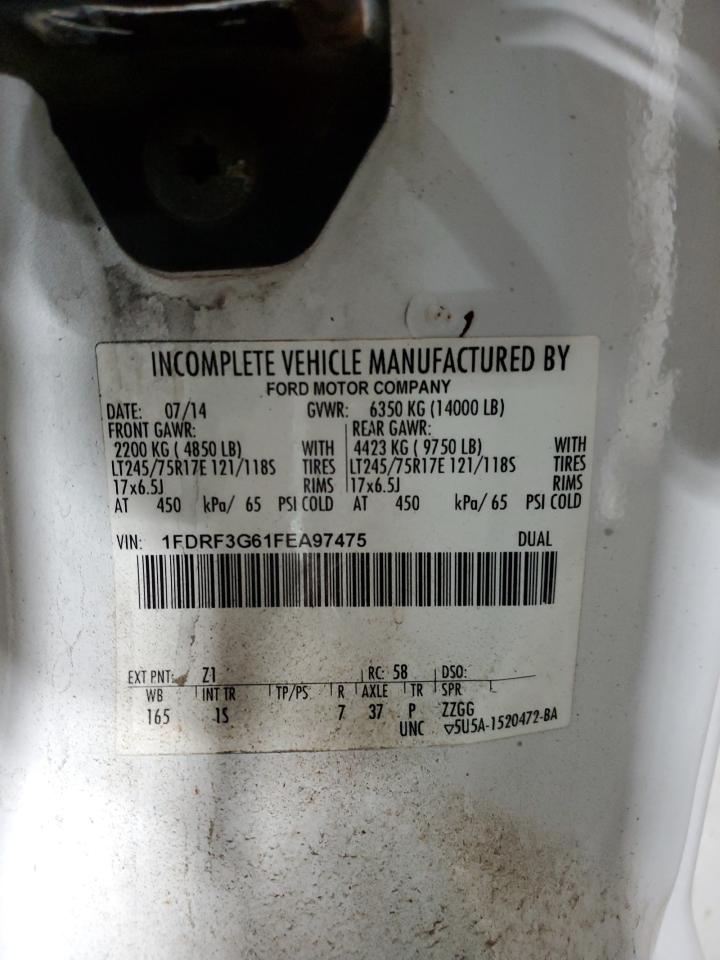 INCOMPLETE VEHICLE MANUFACTURED BY
FORD MOTOR COMPANY
DATE: 07/14 GVWR: 6350 KG (14000 LB)
FRONT GAWR: REAR GAWR:
2200 KG ( 4850 LB) WITH 4423 KG ( 9750 LB) WITH
LT245/75R17E 121/118S TIRES LT245/75R17E 121/118S TIRES
17x6.5J RIMS 17x6.5J RIMS
AT 450 kPa/ 65 PSI COLD AT 450 kPa/ 65 PSI COLD
VIN: 1FDRF3G61FEA97475 DUAL
EXT PNT: Z1 RC: 58 DSO:
WB INT TR TP/PS R AXLE TR SPR
165 1S 7 37 P ZZGG
UNC ▽5U5A-1520472-BA